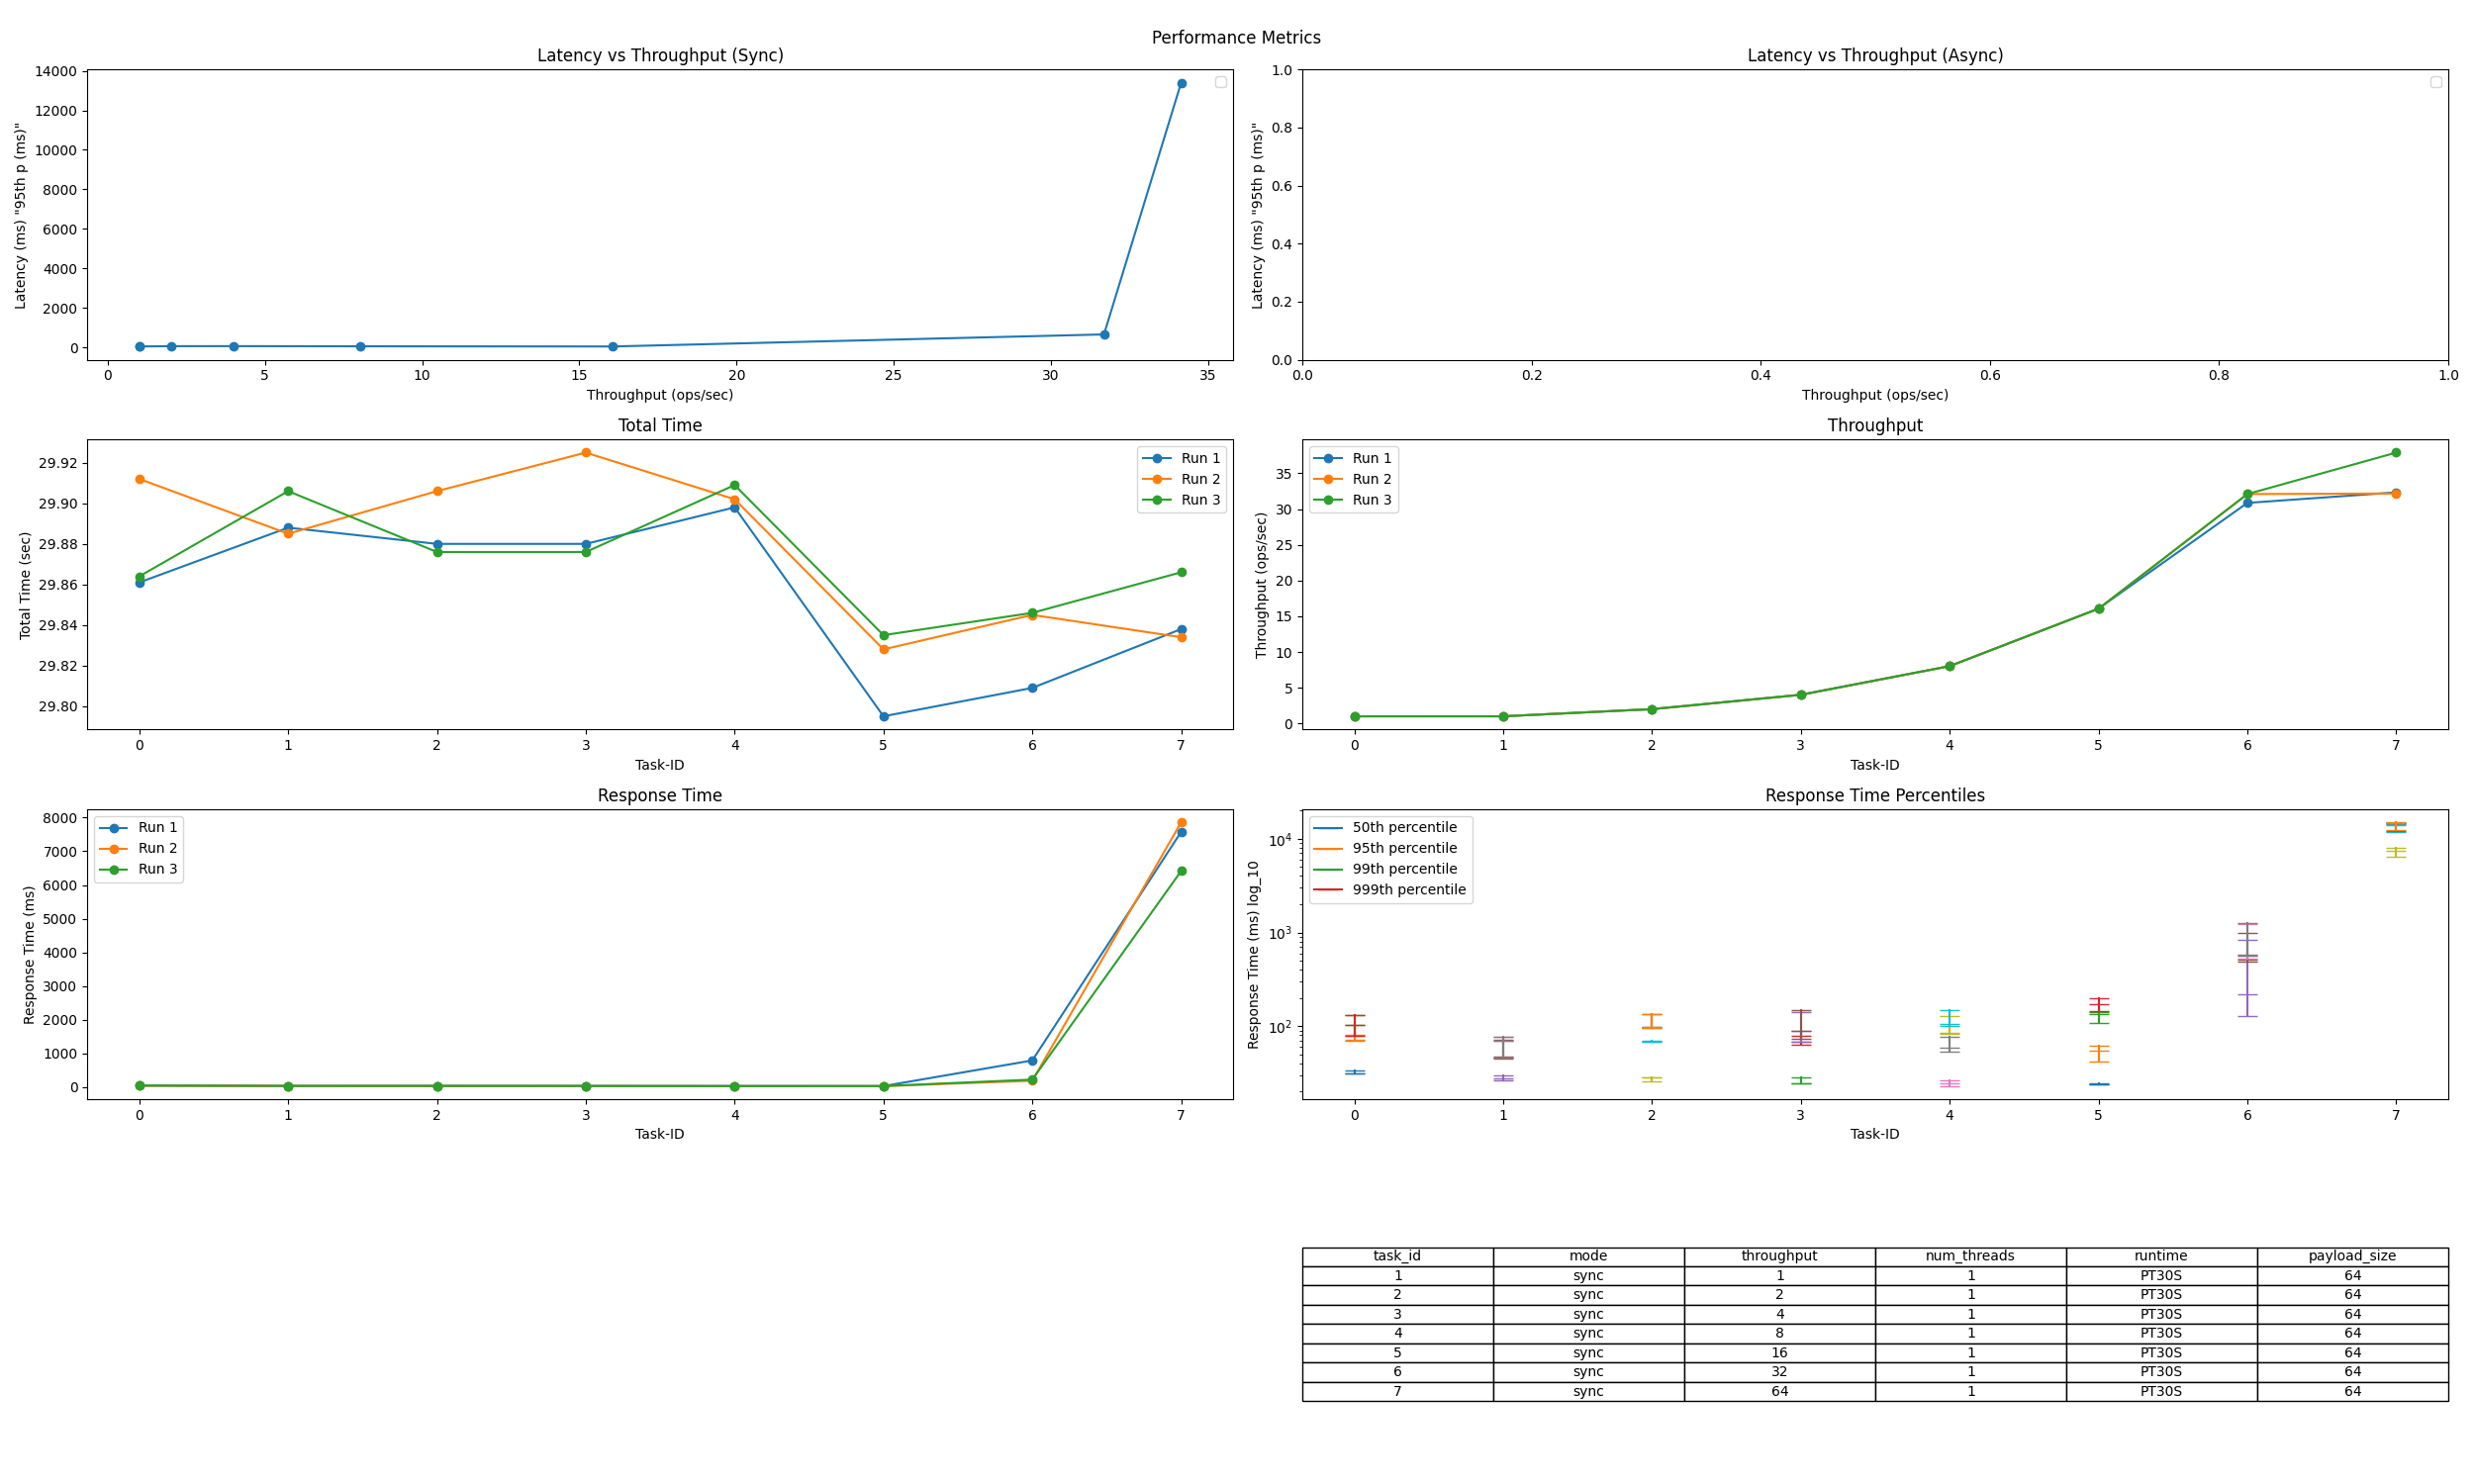 Performance Metrics
Latency vs Throughput (Sync)
Latency (ms) "95th p (ms)"
14000
12000
10000
8000
6000
4000
2000
0
0 5 10 15 20 25 30 35
Throughput (ops/sec)
Latency vs Throughput (Async)
Latency (ms) "95th p (ms)"
1.0
0.8
0.6
0.4
0.2
0.0
0.0 0.2 0.4 0.6 0.8 1.0
Throughput (ops/sec)
Total Time
Total Time (sec)
29.92
29.90
29.88
29.86
29.84
29.82
29.80
Run 1
Run 2
Run 3
0 1 2 3 4 5 6 7
Task-ID
Throughput
Throughput (ops/sec)
35
30
25
20
15
10
5
0
Run 1
Run 2
Run 3
0 1 2 3 4 5 6 7
Task-ID
Response Time
Response Time (ms)
8000
7000
6000
5000
4000
3000
2000
1000
0
Run 1
Run 2
Run 3
0 1 2 3 4 5 6 7
Task-ID
Response Time Percentiles
Response Time (ms) log_10
10^4
10^3
10^2
50th percentile
95th percentile
99th percentile
999th percentile
0 1 2 3 4 5 6 7
Task-ID
task_id mode throughput num_threads runtime payload_size
1 sync 1 1 PT30S 64
2 sync 2 1 PT30S 64
3 sync 4 1 PT30S 64
4 sync 8 1 PT30S 64
5 sync 16 1 PT30S 64
6 sync 32 1 PT30S 64
7 sync 64 1 PT30S 64